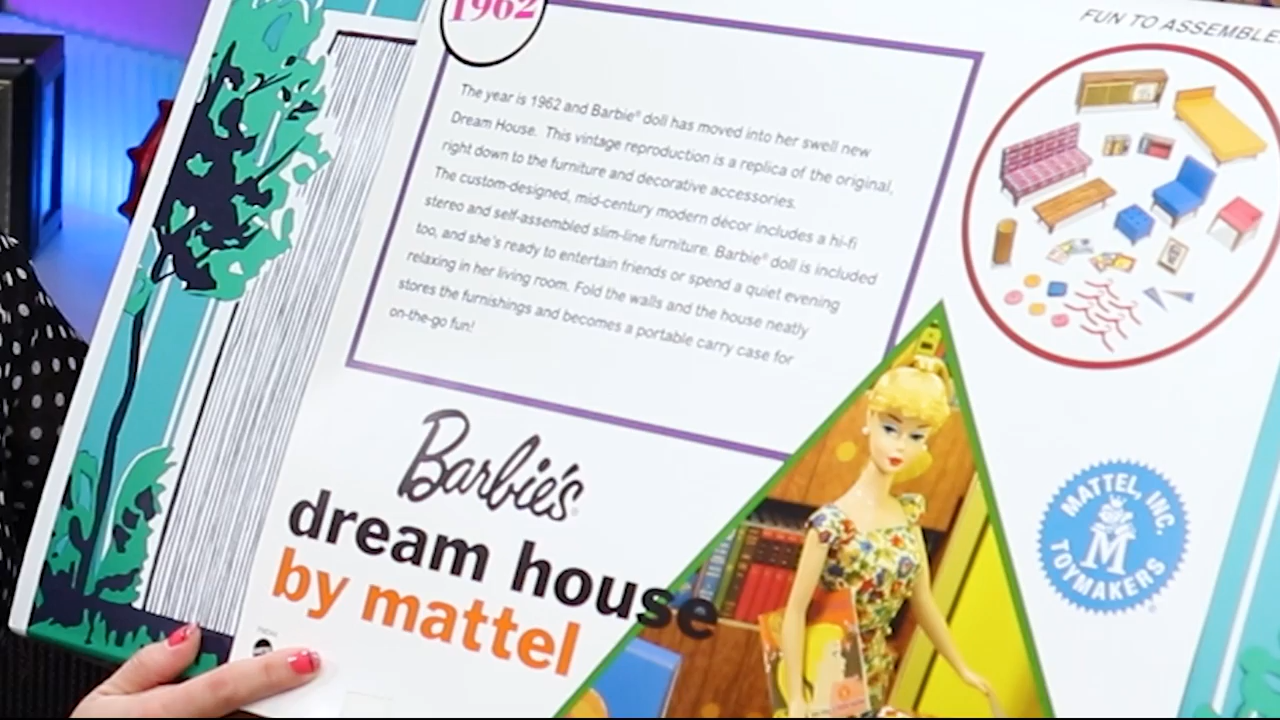 1962
FUN TO ASSEMBLE
The year is 1962 and Barbie® doll has moved into her swell new
Dream House. This vintage reproduction is a replica of the original,
right down to the furniture and decorative accessories.
The custom-designed, mid-century modern décor includes a hi-fi
stereo and self-assembled slim-line furniture. Barbie® doll is included
too, and she's ready to entertain friends or spend a quiet evening
relaxing in her living room. Fold the walls and the house neatly
stores the furnishings and becomes a portable carry case for
on-the-go fun!
Barbie's®
dream house
by mattel
MATTEL, INC.
M
TOYMAKERS
®